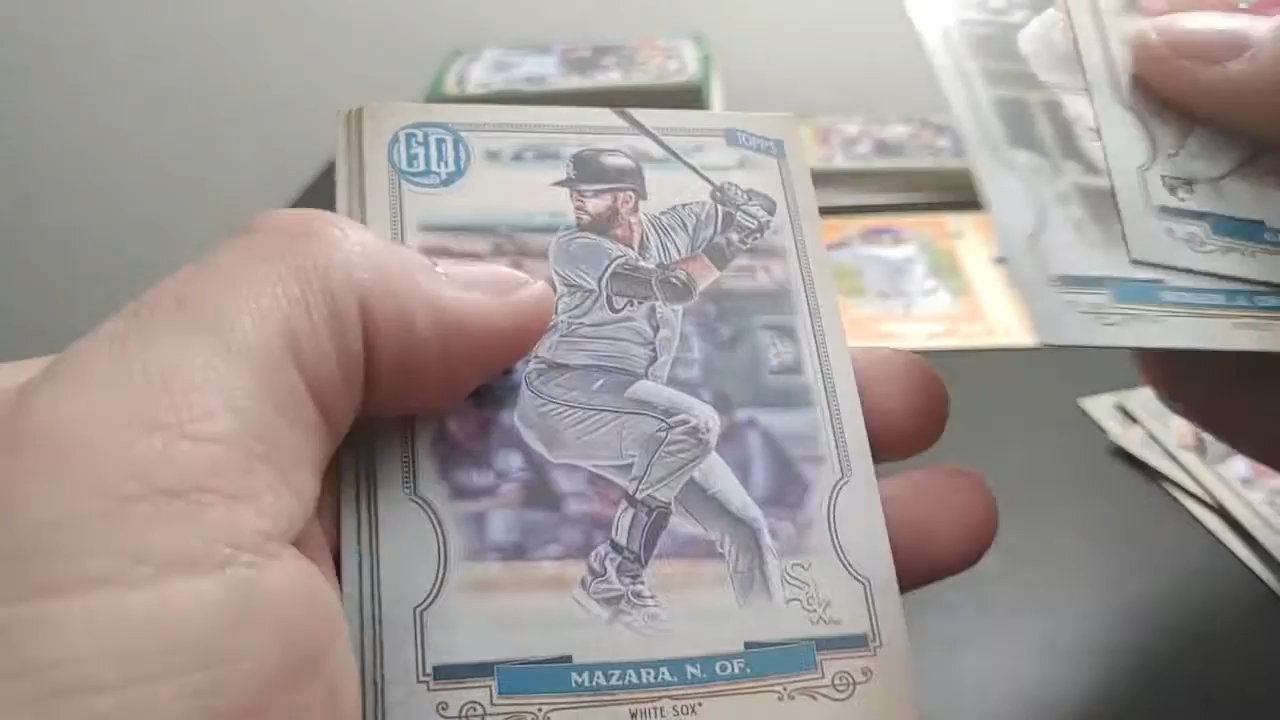 GQ
TOPPS
Sox
MAZARA, N. OF.
WHITE SOX